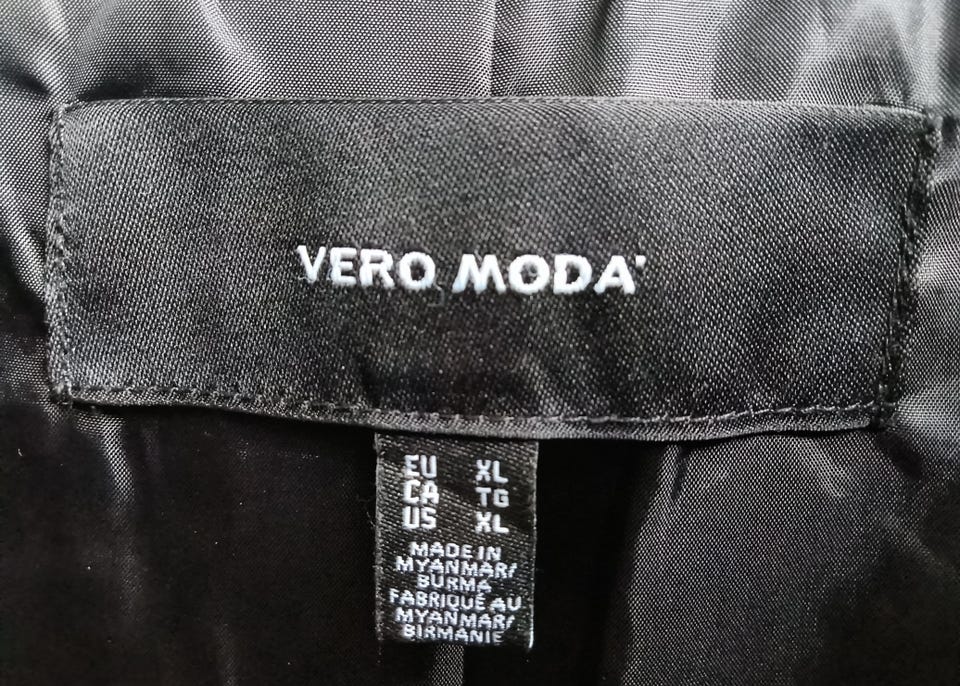 VERO MODA
EU XL
CA TG
US XL
MADE IN
MYANMAR/
BURMA
FABRIQUÉ AU
MYANMAR/
BIRMANIE